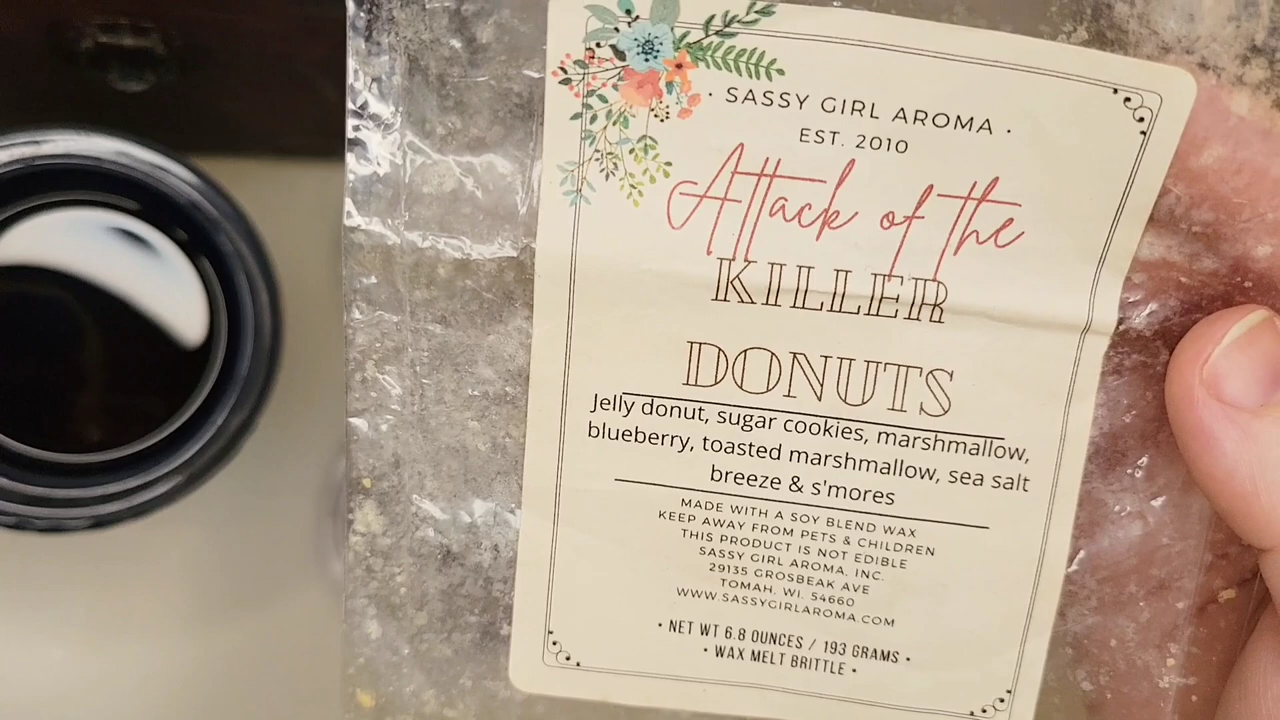 · SASSY GIRL AROMA ·
EST. 2010
Attack of the
KILLER
DONUTS
Jelly donut, sugar cookies, marshmallow,
blueberry, toasted marshmallow, sea salt
breeze & s'mores
MADE WITH A SOY BLEND WAX
KEEP AWAY FROM PETS & CHILDREN
THIS PRODUCT IS NOT EDIBLE
SASSY GIRL AROMA, INC.
29135 GROSBEAK AVE
TOMAH, WI. 54660
WWW.SASSYGIRLAROMA.COM
• NET WT 6.8 OUNCES / 193 GRAMS •
• WAX MELT BRITTLE •